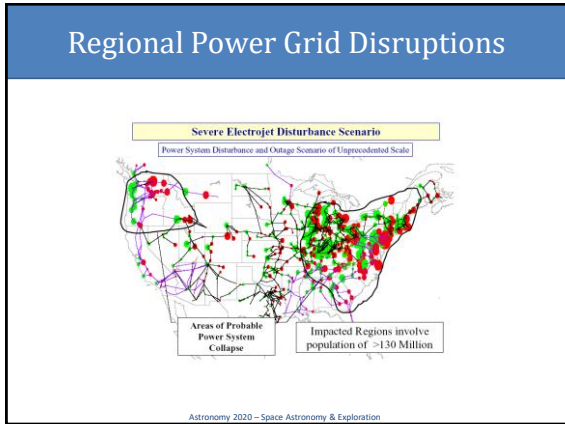 Regional Power Grid Disruptions
Severe Electrojet Disturbance Scenario
Power System Disturbance and Outage Scenario of Unprecedented Scale
Areas of Probable
Power System
Collapse
Impacted Regions involve
population of >130 Million
Astronomy 2020 – Space Astronomy & Exploration